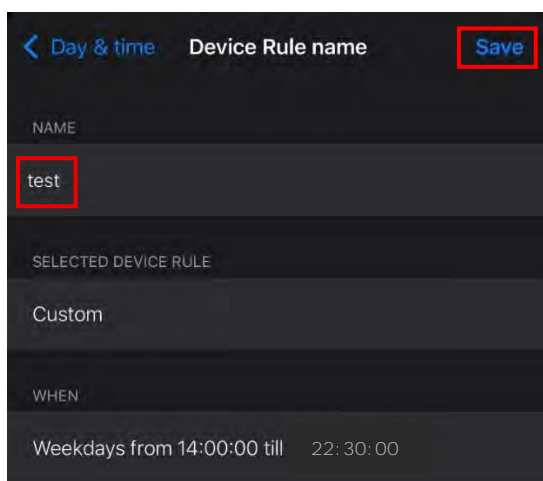 Day & time Device Rule name Save
NAME
test
SELECTED DEVICE RULE
Custom
WHEN
Weekdays from 14:00:00 till 22:30:00